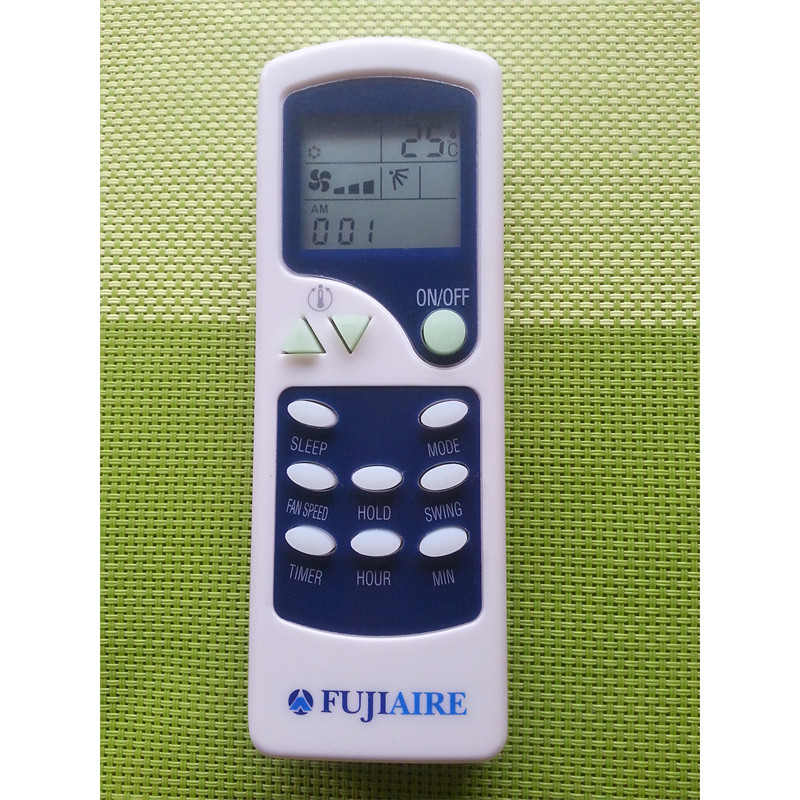 25°C
AM
001
ON/OFF
SLEEP MODE
FAN SPEED HOLD SWING
TIMER HOUR MIN
FUJIAIRE